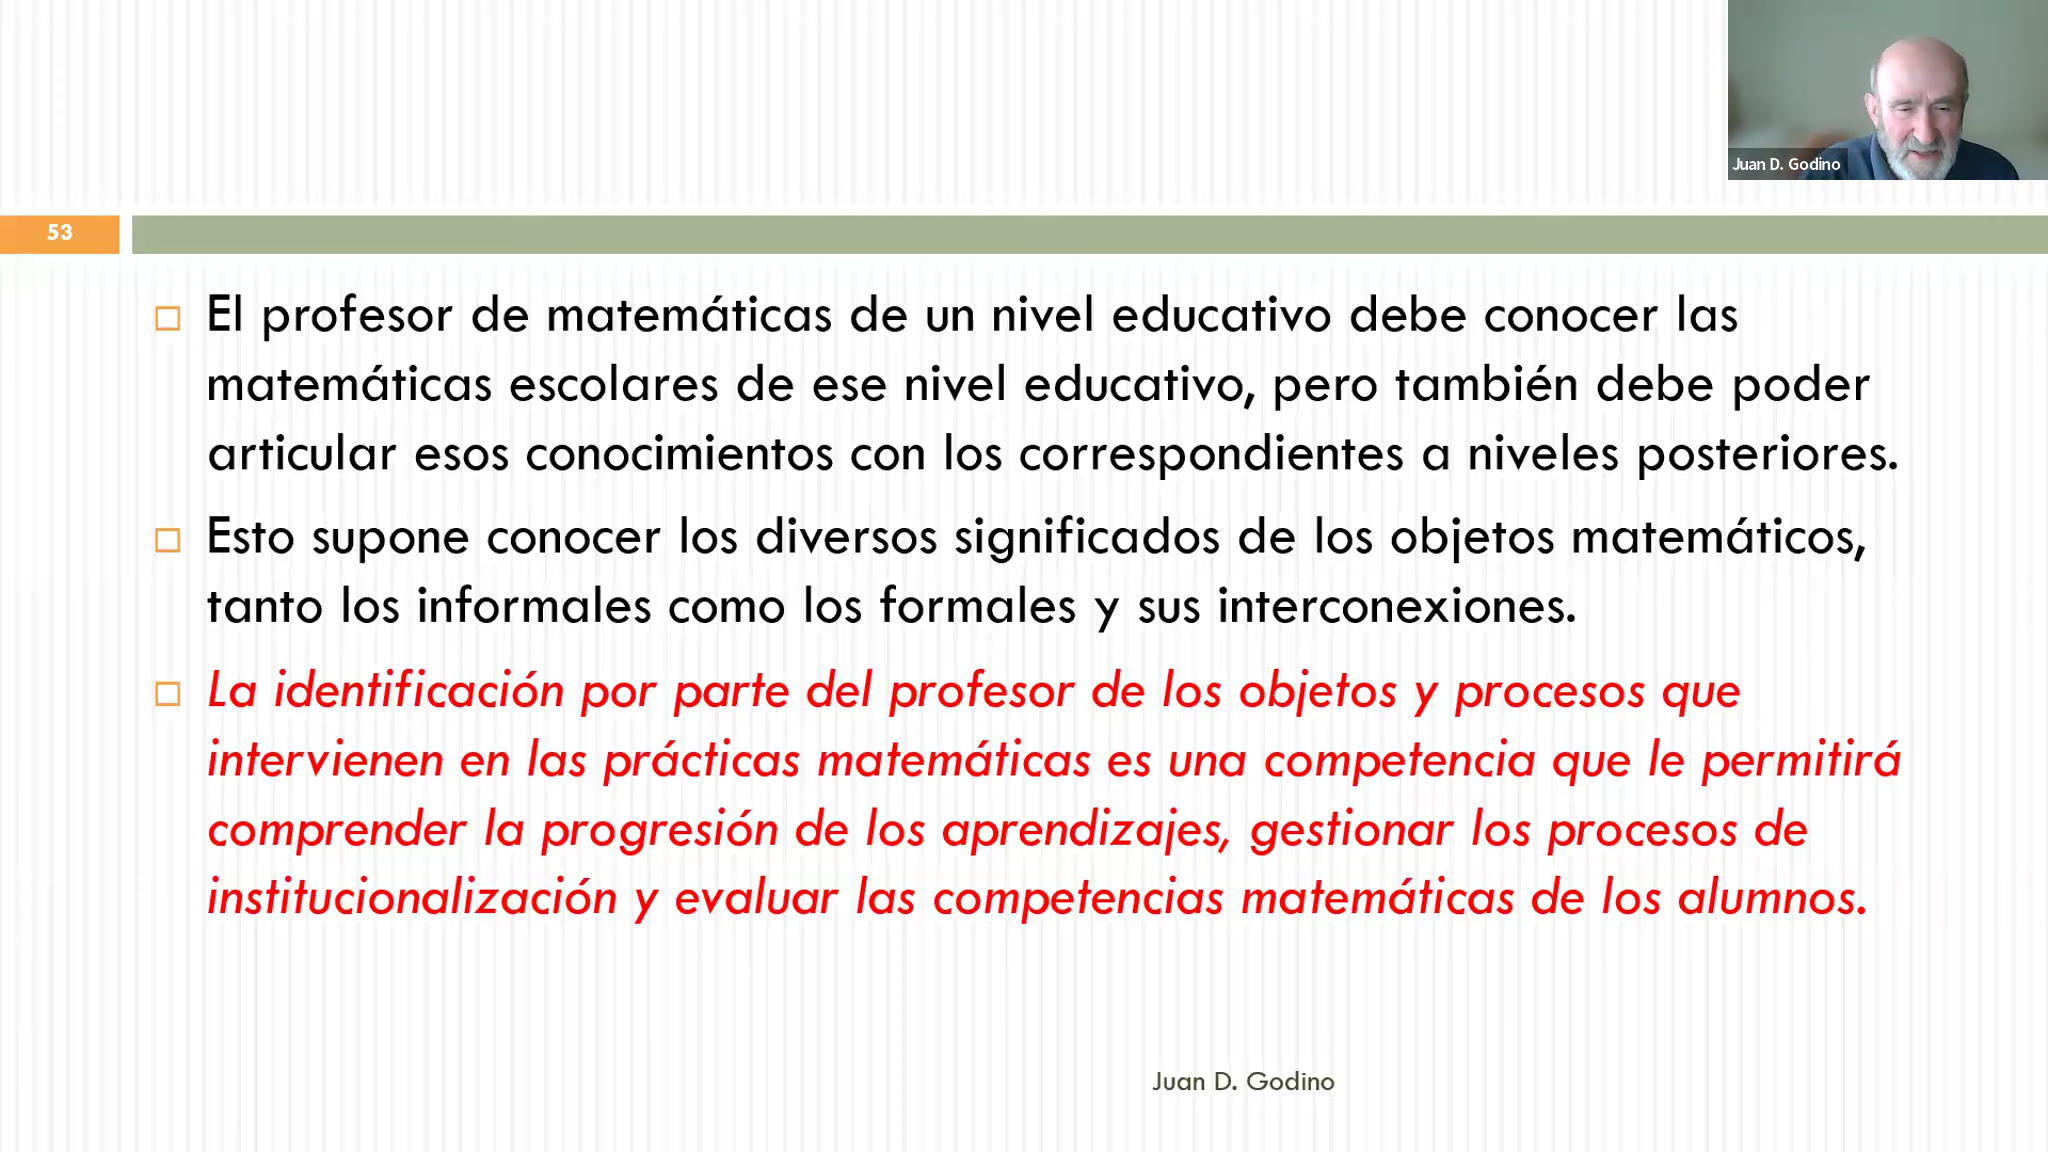 Juan D. Godino
53
El profesor de matemáticas de un nivel educativo debe conocer las
matemáticas escolares de ese nivel educativo, pero también debe poder
articular esos conocimientos con los correspondientes a niveles posteriores.
Esto supone conocer los diversos significados de los objetos matemáticos,
tanto los informales como los formales y sus interconexiones.
La identificación por parte del profesor de los objetos y procesos que
intervienen en las prácticas matemáticas es una competencia que le permitirá
comprender la progresión de los aprendizajes, gestionar los procesos de
institucionalización y evaluar las competencias matemáticas de los alumnos.
Juan D. Godino